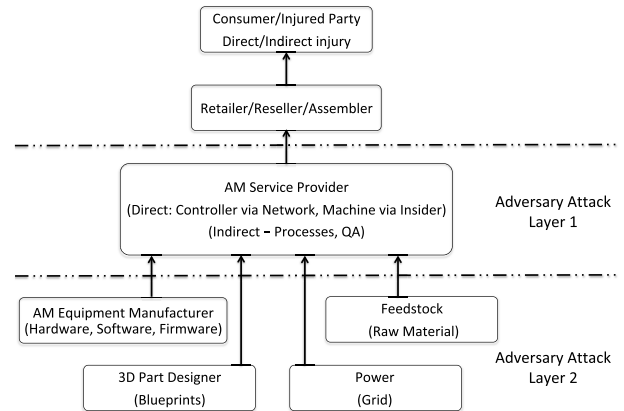 Consumer/Injured Party
Direct/Indirect injury
Retailer/Reseller/Assembler
AM Service Provider
(Direct: Controller via Network, Machine via Insider)
(Indirect – Processes, QA)
Adversary Attack
Layer 1
AM Equipment Manufacturer
(Hardware, Software, Firmware)
Feedstock
(Raw Material)
3D Part Designer
(Blueprints)
Power
(Grid)
Adversary Attack
Layer 2